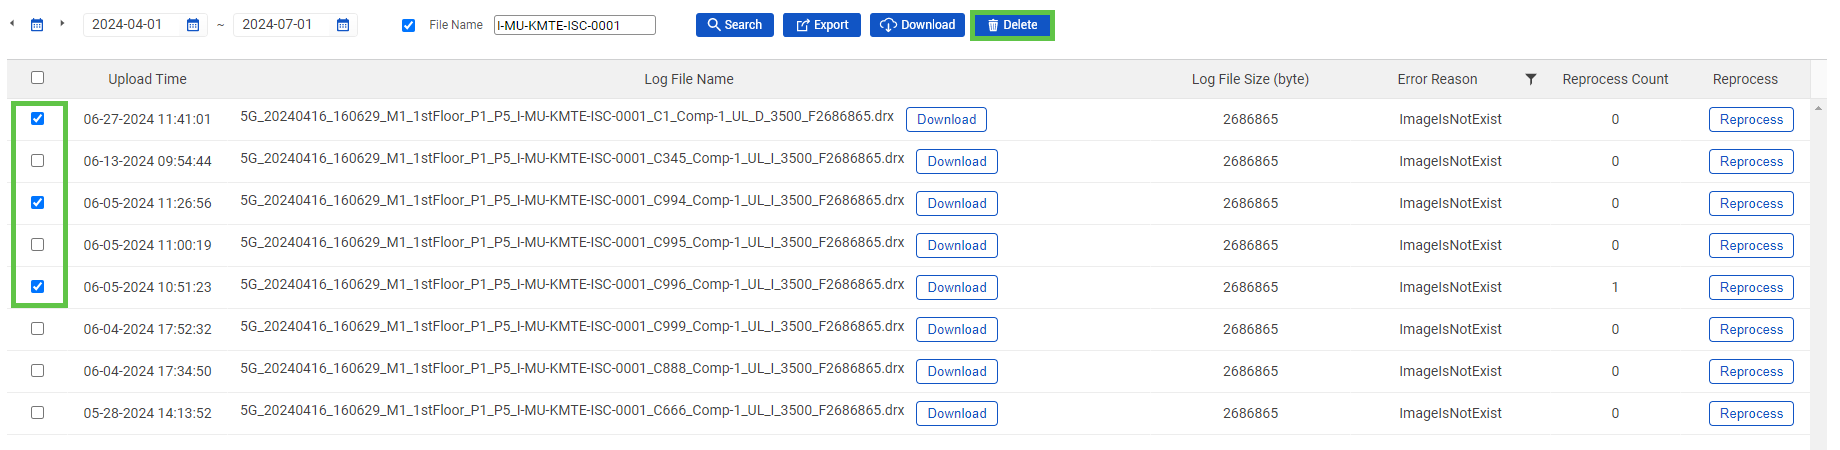 2024-04-01 ~ 2024-07-01 File Name I-MU-KMTE-ISC-0001 Search Export Download Delete
Upload Time Log File Name Log File Size (byte) Error Reason Reprocess Count Reprocess
06-27-2024 11:41:01 5G_20240416_160629_M1_1stFloor_P1_P5_I-MU-KMTE-ISC-0001_C1_Comp-1_UL_D_3500_F2686865.drx Download 2686865 ImageIsNotExist 0 Reprocess
06-13-2024 09:54:44 5G_20240416_160629_M1_1stFloor_P1_P5_I-MU-KMTE-ISC-0001_C345_Comp-1_UL_I_3500_F2686865.drx Download 2686865 ImageIsNotExist 0 Reprocess
06-05-2024 11:26:56 5G_20240416_160629_M1_1stFloor_P1_P5_I-MU-KMTE-ISC-0001_C994_Comp-1_UL_I_3500_F2686865.drx Download 2686865 ImageIsNotExist 0 Reprocess
06-05-2024 11:00:19 5G_20240416_160629_M1_1stFloor_P1_P5_I-MU-KMTE-ISC-0001_C995_Comp-1_UL_I_3500_F2686865.drx Download 2686865 ImageIsNotExist 0 Reprocess
06-05-2024 10:51:23 5G_20240416_160629_M1_1stFloor_P1_P5_I-MU-KMTE-ISC-0001_C996_Comp-1_UL_I_3500_F2686865.drx Download 2686865 ImageIsNotExist 1 Reprocess
06-04-2024 17:52:32 5G_20240416_160629_M1_1stFloor_P1_P5_I-MU-KMTE-ISC-0001_C999_Comp-1_UL_I_3500_F2686865.drx Download 2686865 ImageIsNotExist 0 Reprocess
06-04-2024 17:34:50 5G_20240416_160629_M1_1stFloor_P1_P5_I-MU-KMTE-ISC-0001_C888_Comp-1_UL_I_3500_F2686865.drx Download 2686865 ImageIsNotExist 0 Reprocess
05-28-2024 14:13:52 5G_20240416_160629_M1_1stFloor_P1_P5_I-MU-KMTE-ISC-0001_C666_Comp-1_UL_I_3500_F2686865.drx Download 2686865 ImageIsNotExist 0 Reprocess